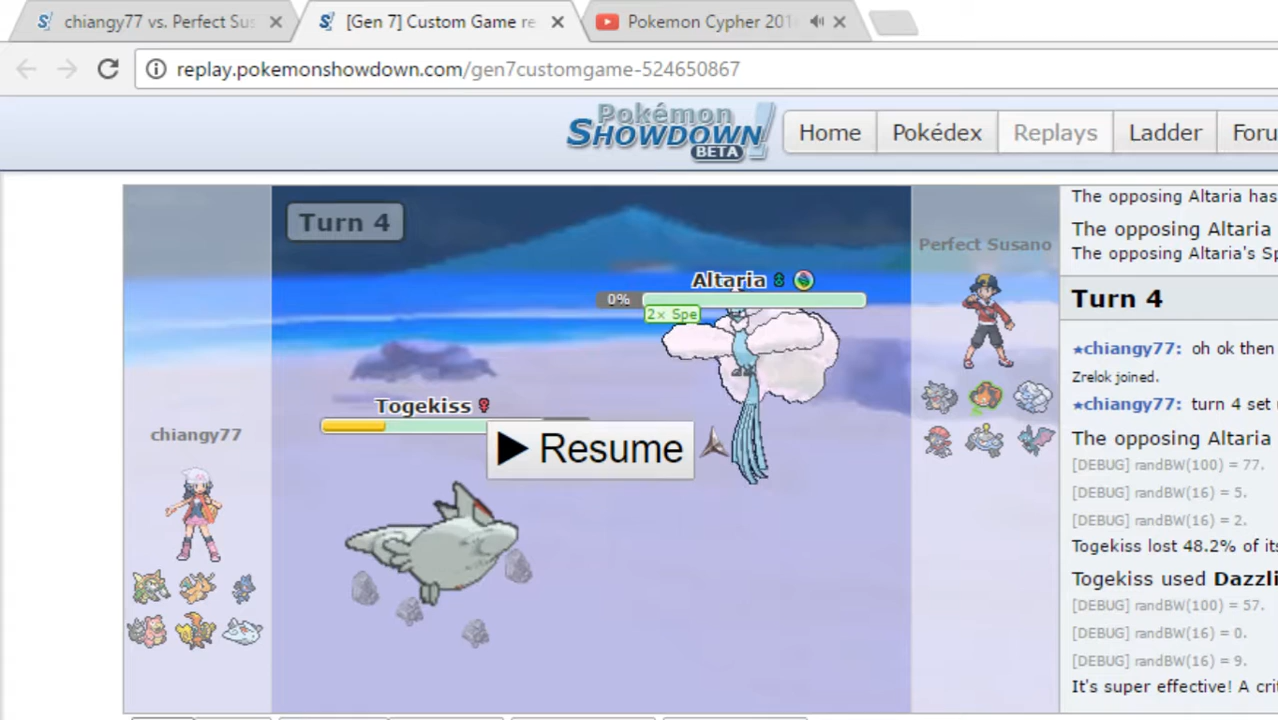 chiangy77 vs. Perfect Sus
[Gen 7] Custom Game re
Pokemon Cypher 201
replay.pokemonshowdown.com/gen7customgame-524650867
Pokémon
SHOWDOWN!
BETA
Home
Pokédex
Replays
Ladder
Foru
Turn 4
chiangy77
Perfect Susano
Altaria
0%
2× Spe
Togekiss
Resume
The opposing Altaria has
The opposing Altaria
The opposing Altaria's Sp
Turn 4
★chiangy77: oh ok then
Zrelok joined.
★chiangy77: turn 4 set u
The opposing Altaria
[DEBUG] randBW(100) = 77.
[DEBUG] randBW(16) = 5.
[DEBUG] randBW(16) = 2.
Togekiss lost 48.2% of its
Togekiss used Dazzli
[DEBUG] randBW(100) = 57.
[DEBUG] randBW(16) = 0.
[DEBUG] randBW(16) = 9.
It's super effective! A crit